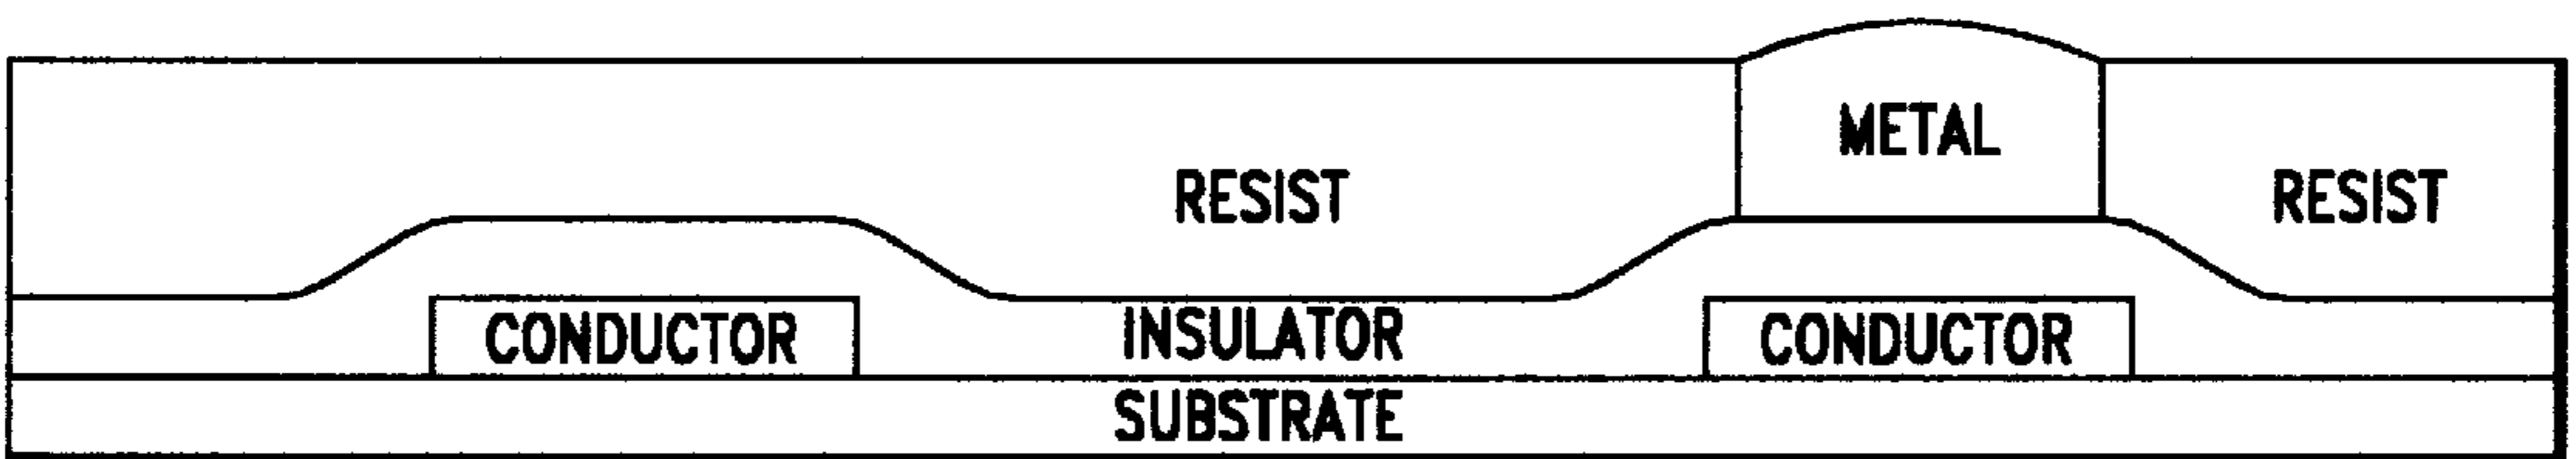 METAL
RESIST
RESIST
CONDUCTOR
INSULATOR
CONDUCTOR
SUBSTRATE